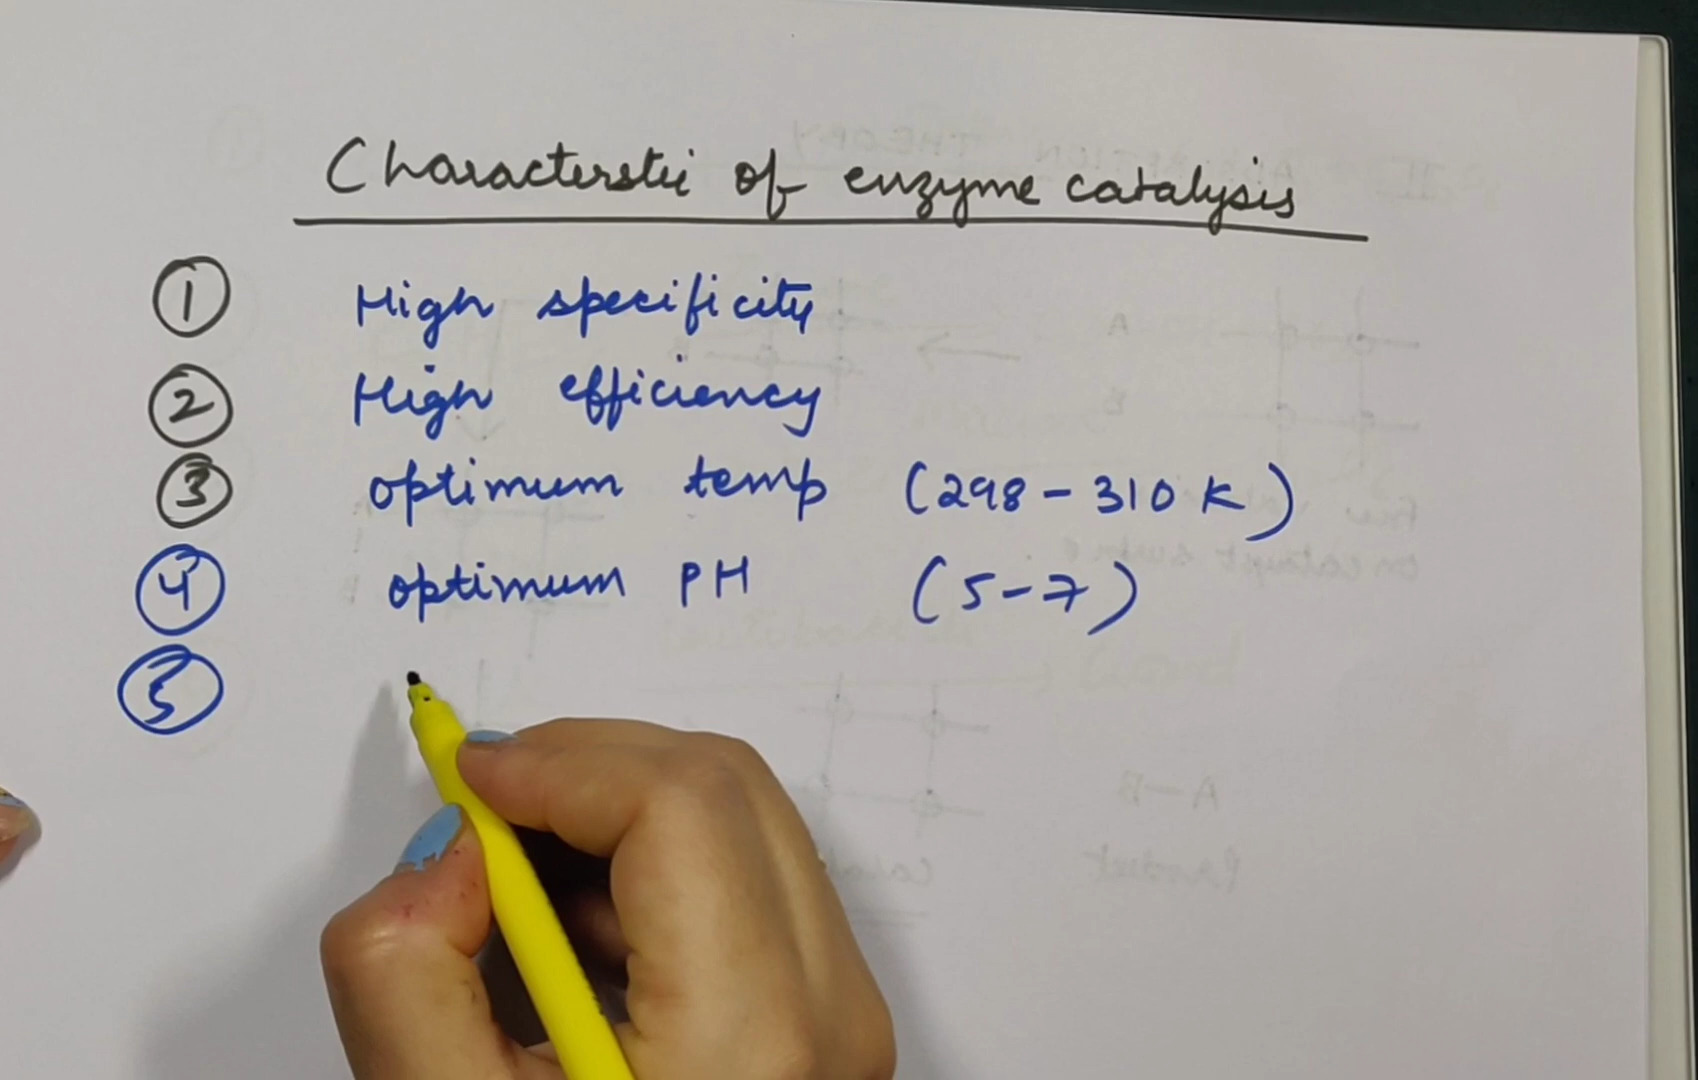 Characterstic of enzyme catalysis
1 High specificity
2 High efficiency
3 optimum temp (298 - 310 K)
4 optimum PH (5-7)
5